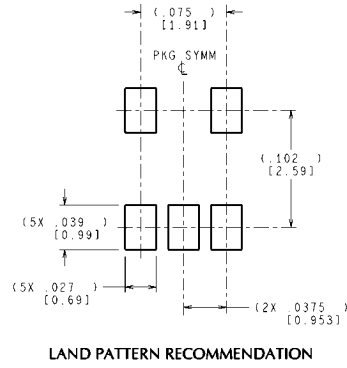 (.075 )
[1.91]
PKG SYMM
℄
(.102 )
[2.59]
(5X .039 )
[0.99]
(5X .027 )
[0.69]
(2X .0375 )
[0.953]
LAND PATTERN RECOMMENDATION